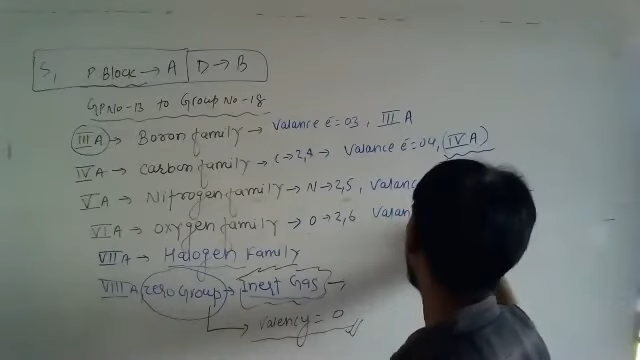 S, P Block → A D → B
GP No-13 to Group No-18
III A → Boron family → Valance e⁻ = 03, III A
IV A → Carbon family → C → 2,4 → Valance e⁻ = 04, IV A
V A → Nitrogen family → N → 2,5, Valanc
VI A → Oxygen family → O → 2,6 Valan
VII A → Halogen Family
VIII A Zero Group → Inert Gas →
→ Valency = 0